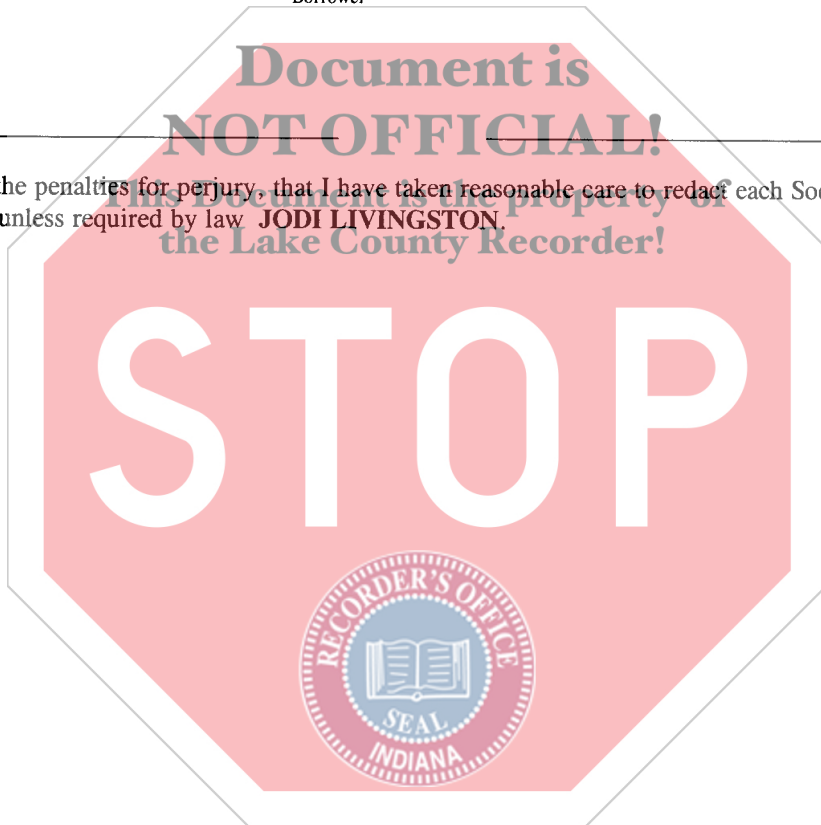 Borrower
Document is
NOT OFFICIAL!
the penalties for perjury, that I have taken reasonable care to redact each Soc
This Document is the property of
unless required by law JODI LIVINGSTON.
the Lake County Recorder!
STOP
RECORDER'S OFFICE
SEAL
INDIANA